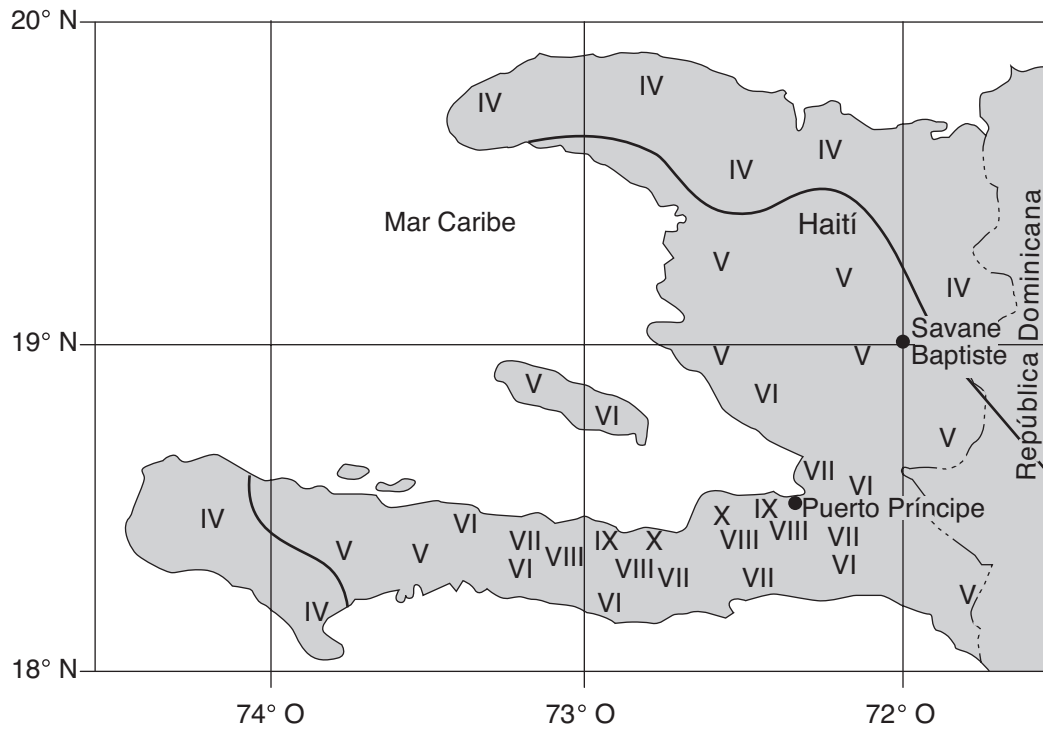 20° N
IV
IV
IV
IV
Mar Caribe
Haití
República Dominicana
V
V
IV
19° N
Savane
Baptiste
V
V
V
VI
VI
V
VII
VI
Puerto Príncipe
IV
VI
X
IX
VIII
VIII
VII
V
V
VII
VI
VIII
IX
X
VIII
VII
VII
VI
IV
VI
V
18° N
74° O
73° O
72° O